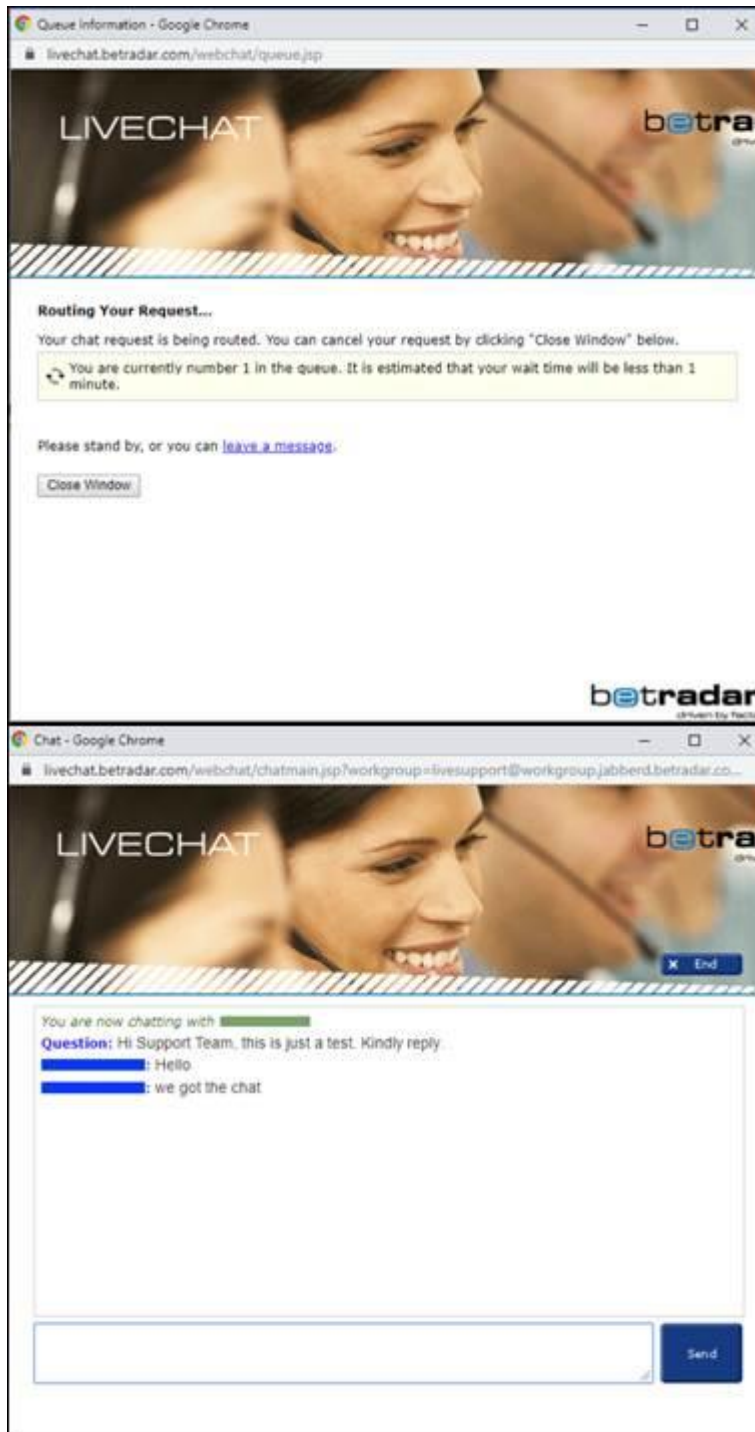 Queue Information - Google Chrome
livechat.betradar.com/webchat/queue.jsp
LIVECHAT
betra
Routing Your Request...
Your chat request is being routed. You can cancel your request by clicking "Close Window" below.
You are currently number 1 in the queue. It is estimated that your wait time will be less than 1
minute.
Please stand by, or you can leave a message.
Close Window
betradar
driven by facts
Chat - Google Chrome
livechat.betradar.com/webchat/chatmain.jsp?workgroup=livesupport@workgroup.jabberd.betradar.co...
LIVECHAT
betra
× End
You are now chatting with
Question: Hi Support Team, this is just a test. Kindly reply.
: Hello
: we got the chat
Send